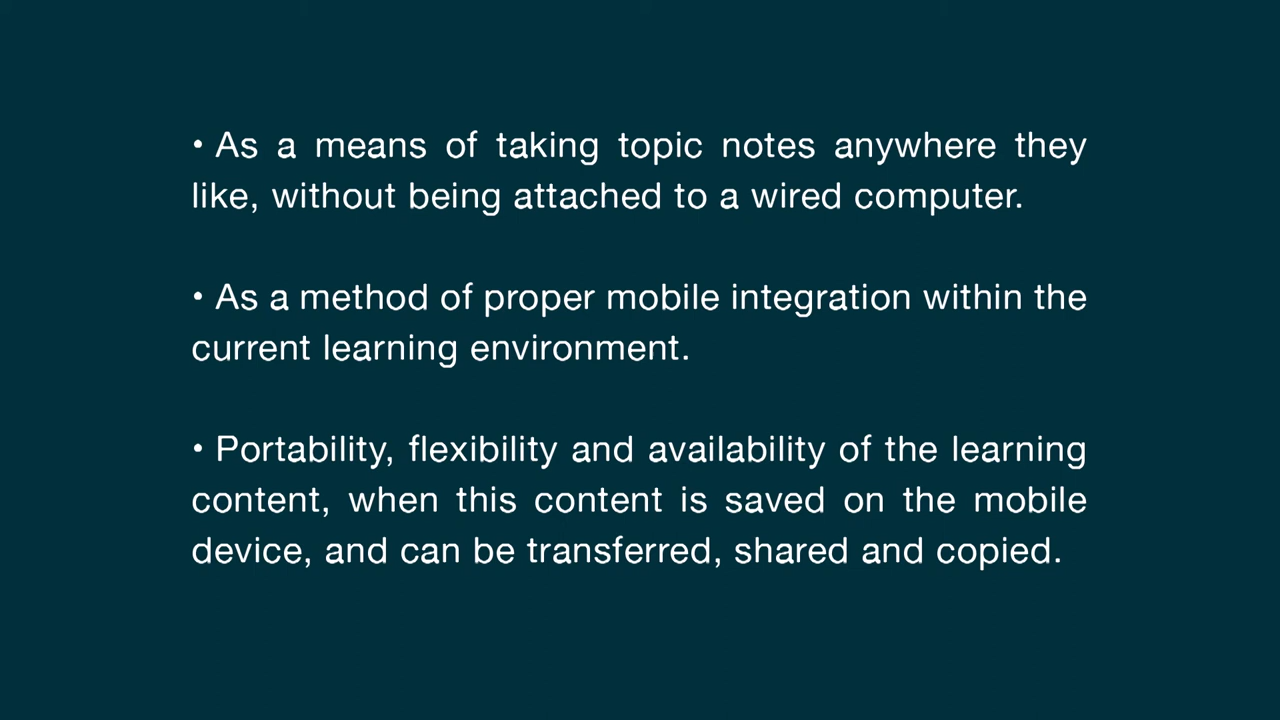 • As a means of taking topic notes anywhere they
like, without being attached to a wired computer.
• As a method of proper mobile integration within the
current learning environment.
• Portability, flexibility and availability of the learning
content, when this content is saved on the mobile
device, and can be transferred, shared and copied.